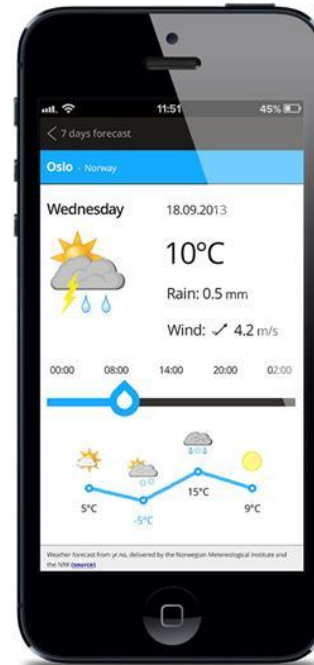 11:51
45%
7 days forecast
Oslo - Norway
Wednesday
18.09.2013
10°C
Rain: 0.5 mm
Wind: 4.2 m/s
00:00 08:00 14:00 20:00 02:00
5°C
-5°C
15°C
9°C
Weather forecast from yr.no, delivered by the Norwegian Metereological Institute and
the NRK (source)